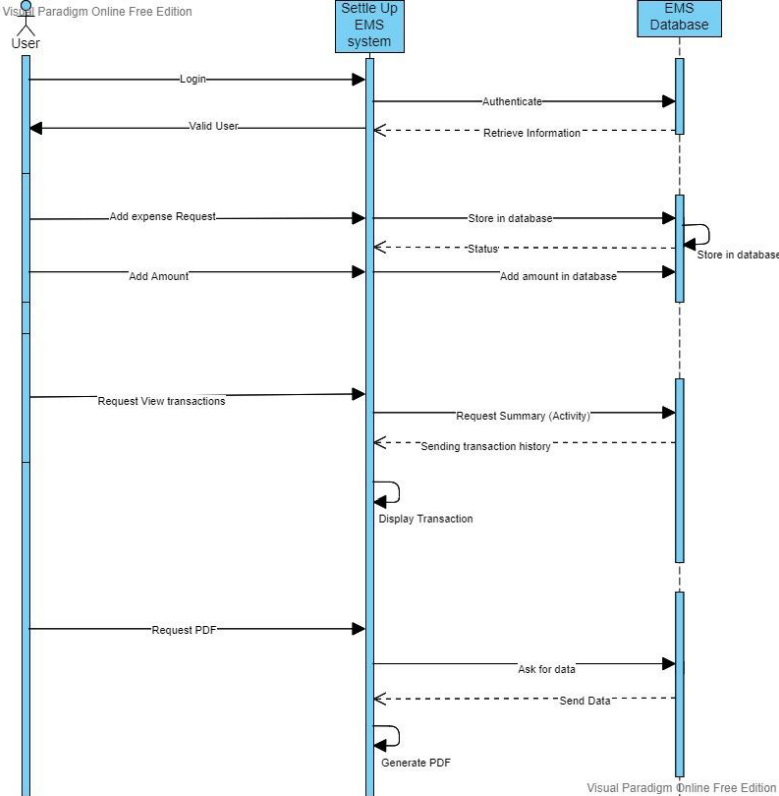 Visual Paradigm Online Free Edition
User
Settle Up
EMS
system
EMS
Database
Login
Authenticate
Valid User
Retrieve Information
Add expense Request
Store in database
Status
Store in database
Add Amount
Add amount in database
Request View transactions
Request Summary (Activity)
Sending transaction history
Display Transaction
Request PDF
Ask for data
Send Data
Generate PDF
Visual Paradigm Online Free Edition